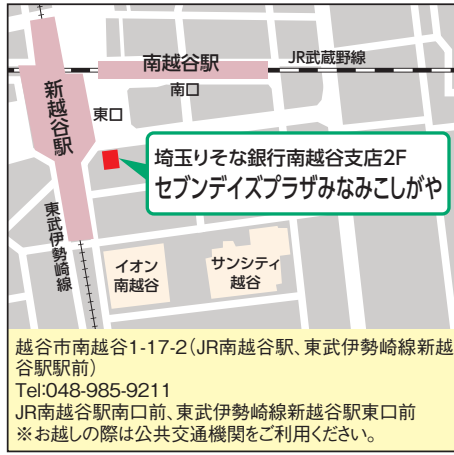 南越谷駅
JR武蔵野線
南口
新越谷駅
東口
埼玉りそな銀行南越谷支店2F
セブンデイズプラザみなみこしがや
東武伊勢崎線
イオン
南越谷
サンシティ
越谷
越谷市南越谷1-17-2(JR南越谷駅、東武伊勢崎線新越
谷駅駅前)
Tel:048-985-9211
JR南越谷駅南口前、東武伊勢崎線新越谷駅東口前
※お越しの際は公共交通機関をご利用ください。